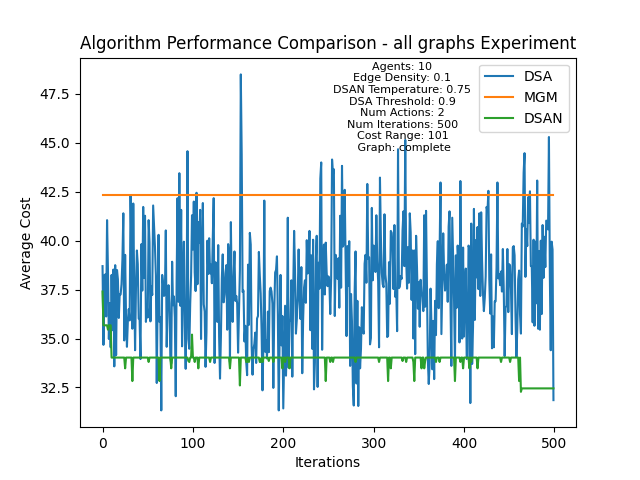 Algorithm Performance Comparison - all graphs Experiment
Agents: 10
Edge Density: 0.1
DSAN Temperature: 0.75
DSA Threshold: 0.9
Num Actions: 2
Num Iterations: 500
Cost Range: 101
Graph: complete
DSA
MGM
DSAN
Average Cost
47.5
45.0
42.5
40.0
37.5
35.0
32.5
0 100 200 300 400 500
Iterations